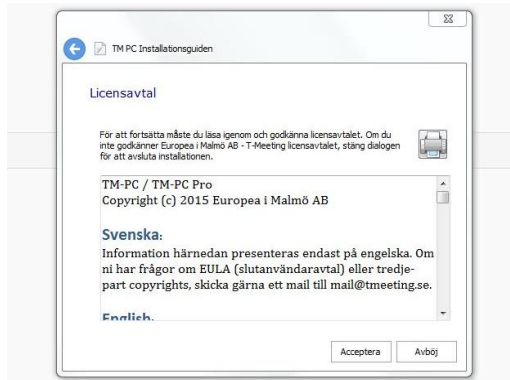 TM PC Installationsguiden
Licensavtal
För att fortsätta måste du läsa igenom och godkänna licensavtalet. Om du
inte godkänner Europea i Malmö AB - T-Meeting licensavtalet, stäng dialogen
för att avsluta installationen.
TM-PC / TM-PC Pro
Copyright (c) 2015 Europea i Malmö AB
Svenska:
Information härnedan presenteras endast på engelska. Om
ni har frågor om EULA (slutanvändaravtal) eller tredje-
part copyrights, skicka gärna ett mail till mail@tmeeting.se.
English:
Acceptera
Avböj